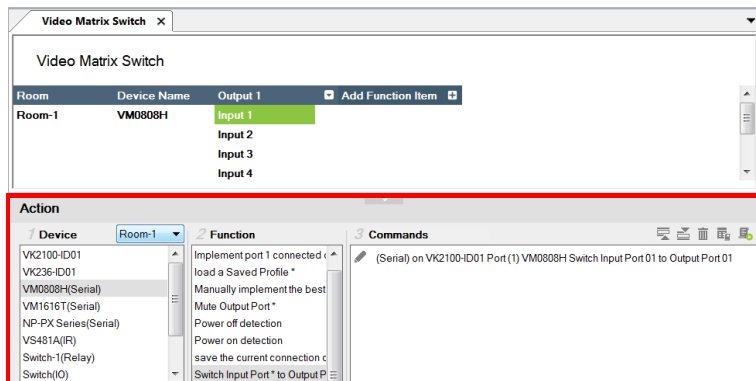 Video Matrix Switch
Video Matrix Switch
Room Device Name Output 1 Add Function Item
Room-1 VM0808H Input 1
Input 2
Input 3
Input 4
Action
1 Device Room-1 2 Function 3 Commands
VK2100-ID01
VK236-ID01
VM0808H(Serial)
VM1616T(Serial)
NP-PX Series(Serial)
VS481A(IR)
Switch-1(Relay)
Switch(IO)
Implement port 1 connected
load a Saved Profile *
Manually implement the best
Mute Output Port *
Power off detection
Power on detection
save the current connection
Switch Input Port * to Output P
(Serial) on VK2100-ID01 Port (1) VM0808H Switch Input Port 01 to Output Port 01